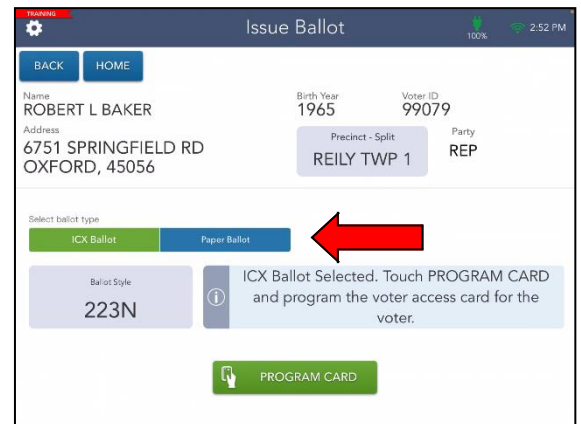 TRAINING
Issue Ballot
100%
2:52 PM
BACK HOME
Name
ROBERT L BAKER
Birth Year
1965
Voter ID
99079
Address
6751 SPRINGFIELD RD
OXFORD, 45056
Precinct - Split
REILY TWP 1
Party
REP
Select ballot type
ICX Ballot Paper Ballot
Ballot Style
223N
ICX Ballot Selected. Touch PROGRAM CARD
and program the voter access card for the
voter.
PROGRAM CARD